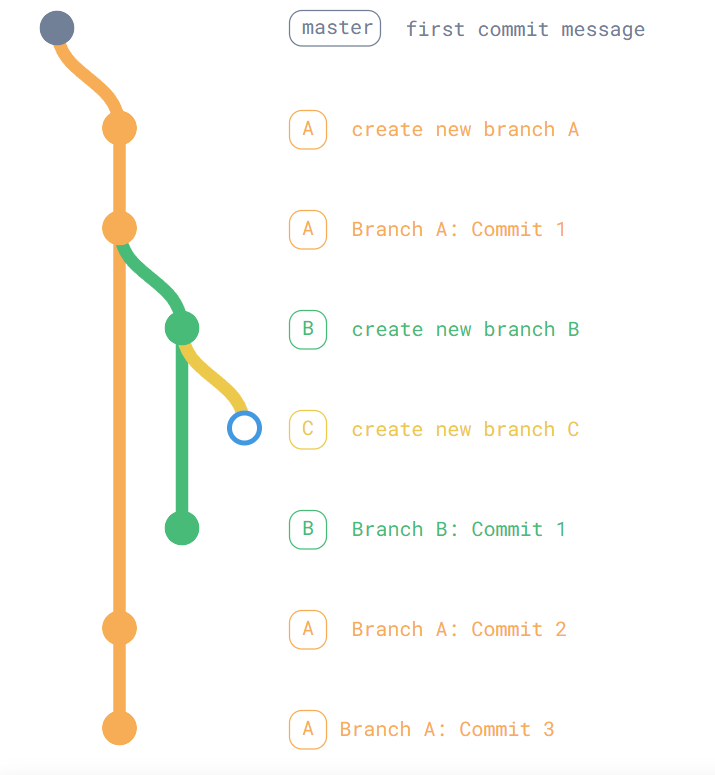 master first commit message
A create new branch A
A Branch A: Commit 1
B create new branch B
C create new branch C
B Branch B: Commit 1
A Branch A: Commit 2
A Branch A: Commit 3